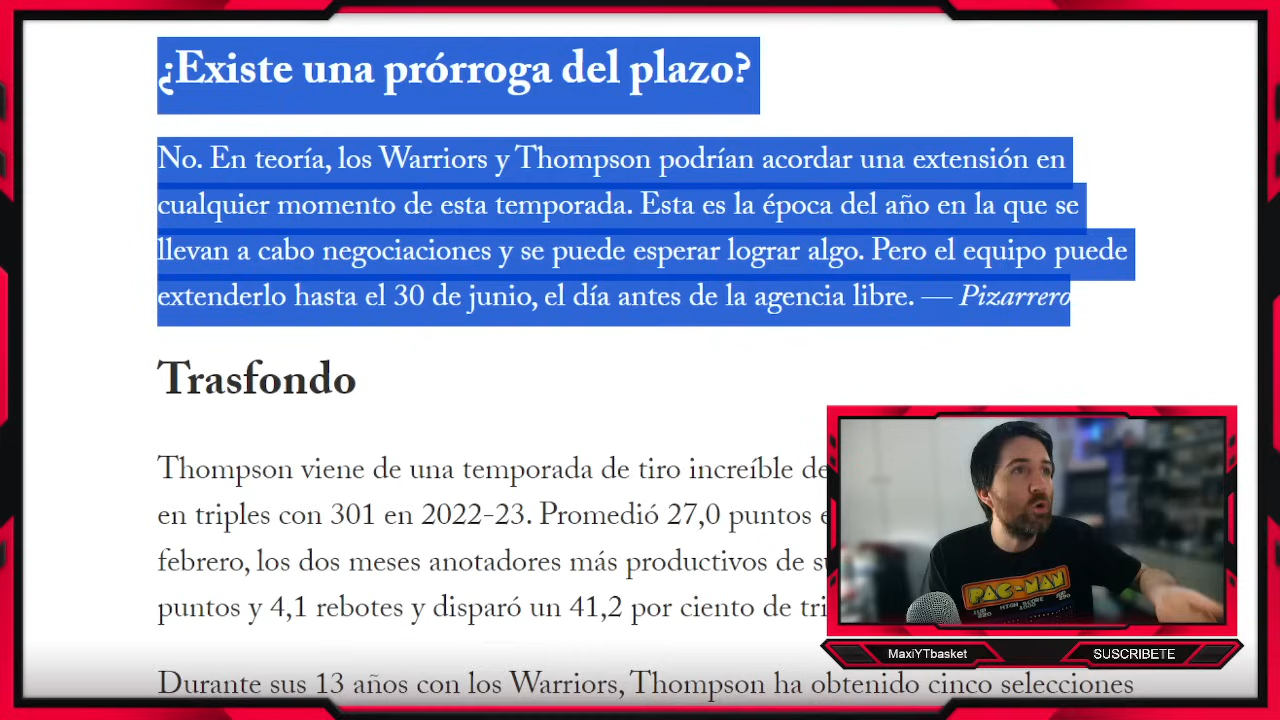 ¿Existe una prórroga del plazo?
No. En teoría, los Warriors y Thompson podrían acordar una extensión en
cualquier momento de esta temporada. Esta es la época del año en la que se
llevan a cabo negociaciones y se puede esperar lograr algo. Pero el equipo puede
extenderlo hasta el 30 de junio, el día antes de la agencia libre. — Pizarrero
Trasfondo
Thompson viene de una temporada de tiro increíble de
en triples con 301 en 2022-23. Promedió 27,0 puntos
febrero, los dos meses anotadores más productivos de
puntos y 4,1 rebotes y disparó un 41,2 por ciento de
Durante sus 13 años con los Warriors, Thompson ha obtenido cinco selecciones
PAC-MAN
HIGH SCORE
MaxiYTbasket
SUSCRIBETE